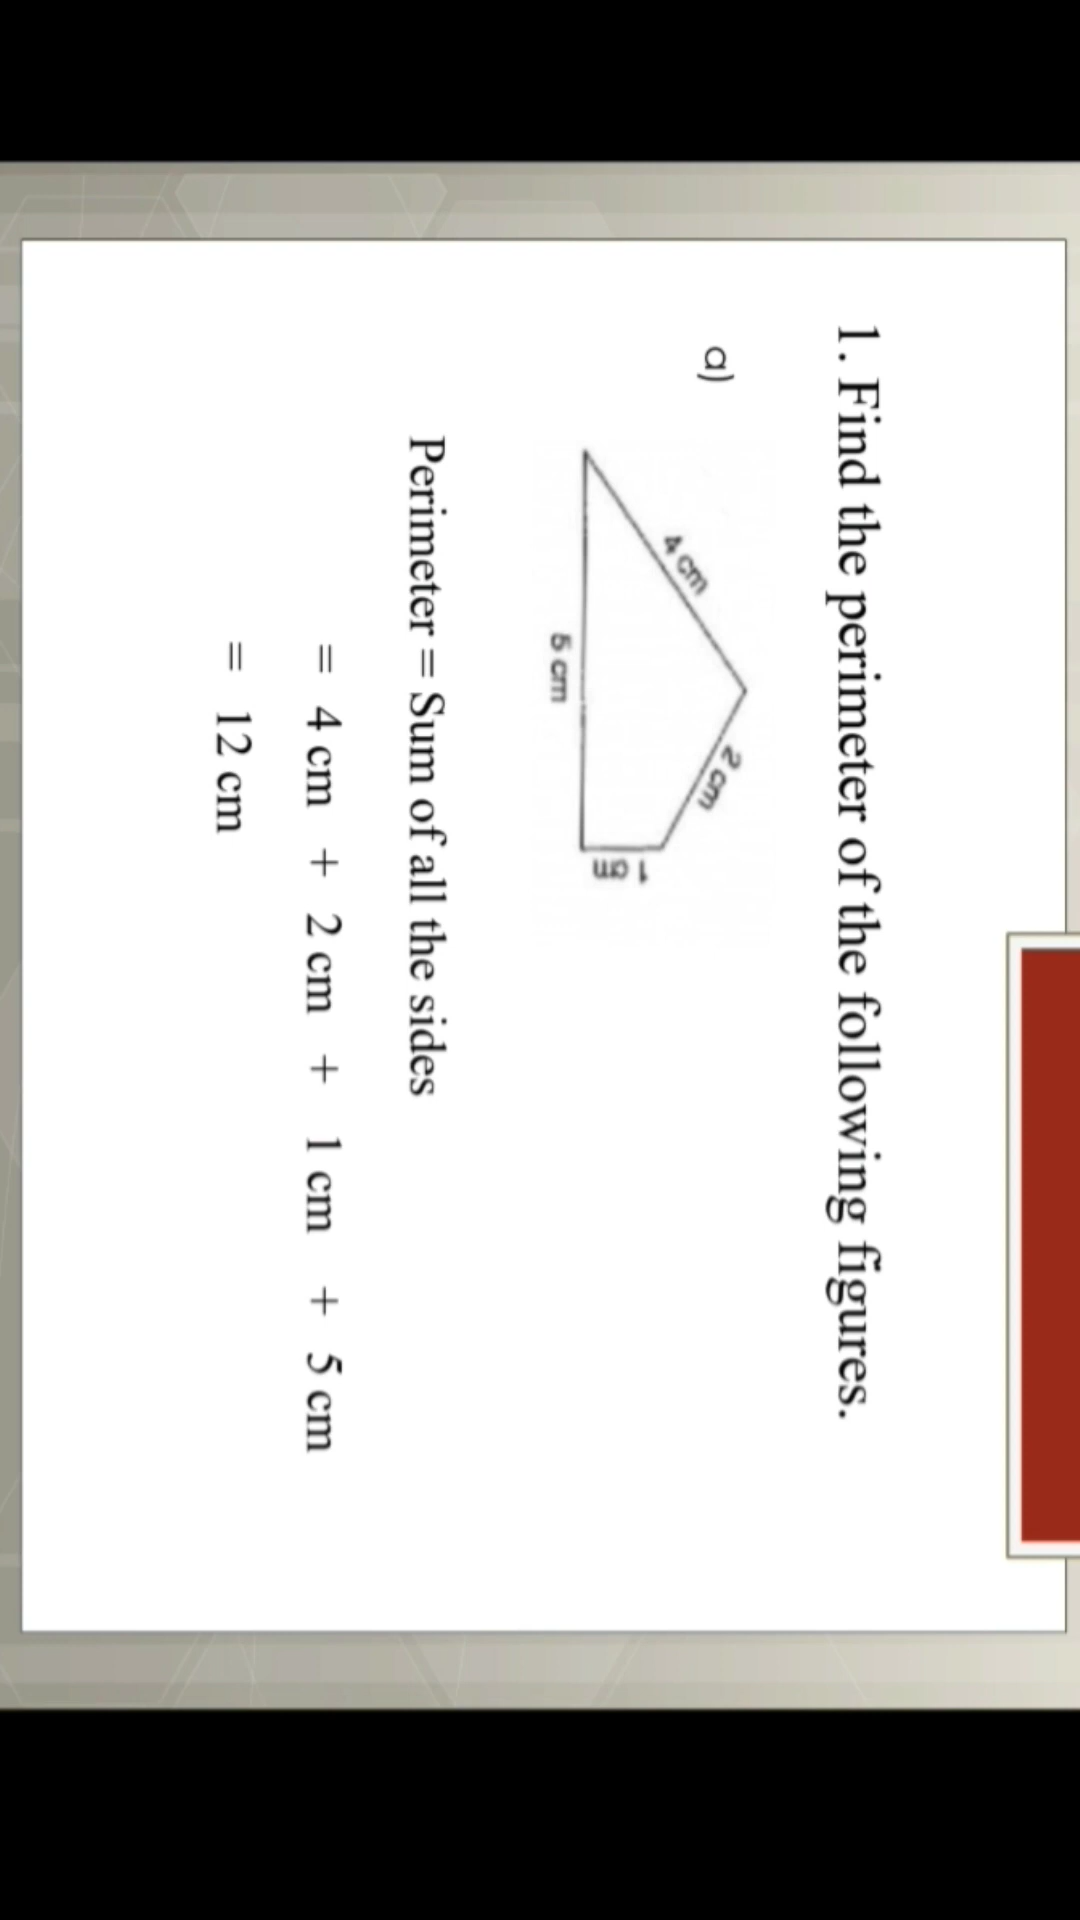 1. Find the perimeter of the following figures.
a)
4 cm
2 cm
1 cm
5 cm
Perimeter = Sum of all the sides
= 4 cm + 2 cm + 1 cm + 5 cm
= 12 cm